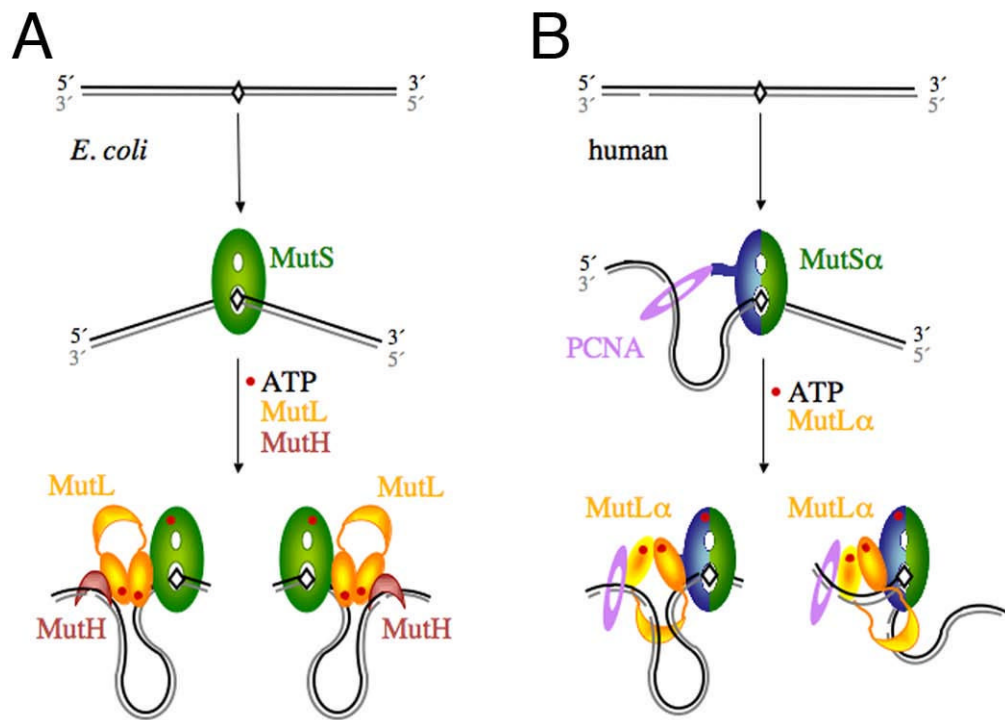 A
B
5′ 3′
3′ 5′
5′ 3′
3′ 5′
E. coli
human
MutS
5′
3′
MutSα
PCNA
5′ 3′
3′ 5′
3′
5′
ATP
MutL
MutH
ATP
MutLα
MutL
MutL
MutLα
MutLα
MutH
MutH